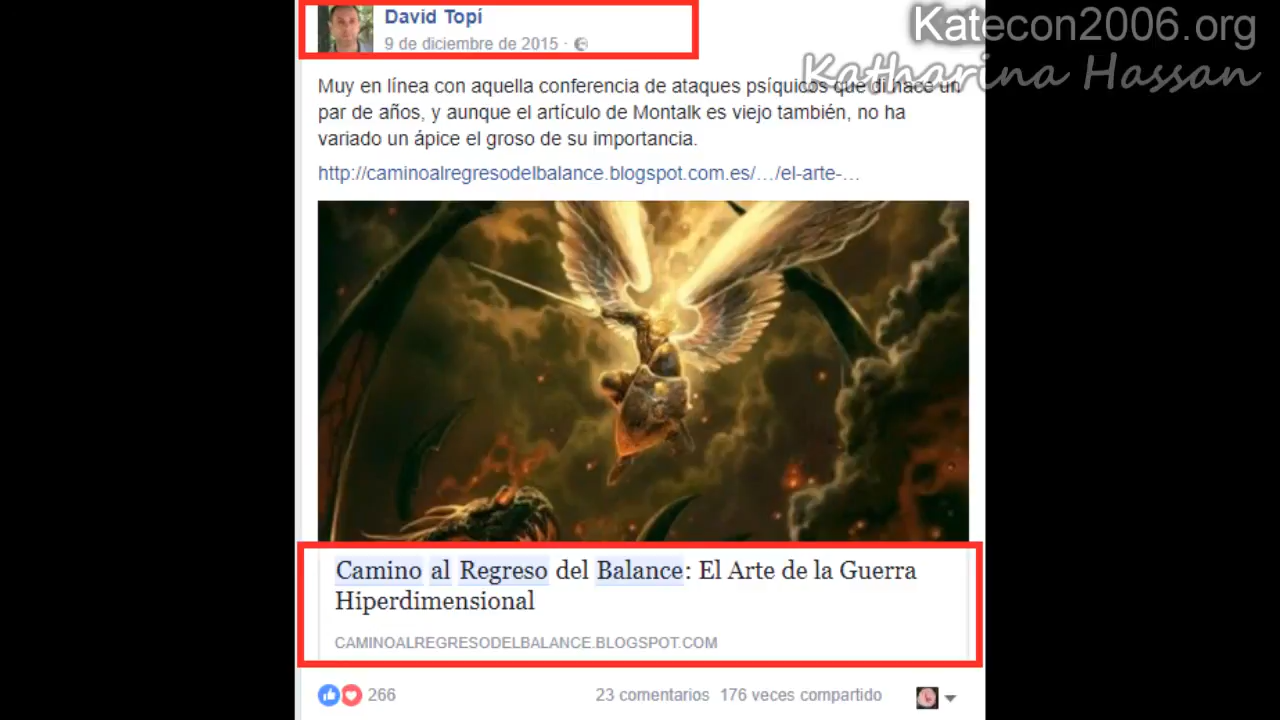 David Topí
Katecon2006.org
9 de diciembre de 2015 ·
Katharina Hassan
Muy en línea con aquella conferencia de ataques psíquicos que di hace un
par de años, y aunque el artículo de Montalk es viejo también, no ha
variado un ápice el groso de su importancia.
http://caminoalregresodelbalance.blogspot.com.es/…/el-arte-…
Camino al Regreso del Balance: El Arte de la Guerra
Hiperdimensional
CAMINOALREGRESODELBALANCE.BLOGSPOT.COM
266
23 comentarios 176 veces compartido